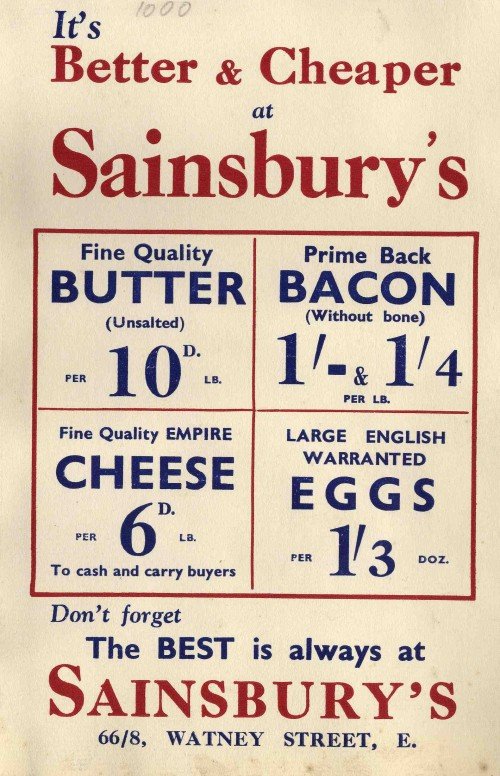 1000
It's
Better & Cheaper
at
Sainsbury's
Fine Quality
BUTTER
(Unsalted)
PER 10D. LB.
Prime Back
BACON
(Without bone)
1/- & 1/4
PER LB.
Fine Quality EMPIRE
CHEESE
PER 6D. LB.
To cash and carry buyers
LARGE ENGLISH
WARRANTED
EGGS
PER 1/3 DOZ.
Don't forget
The BEST is always at
SAINSBURY'S
66/8, WATNEY STREET, E.